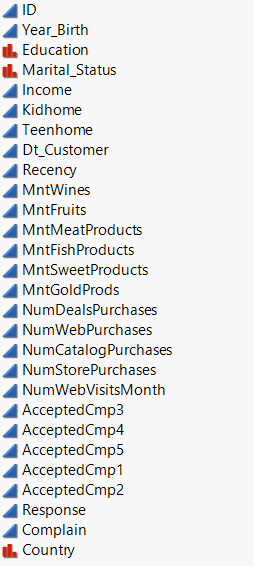 ID
Year_Birth
Education
Marital_Status
Income
Kidhome
Teenhome
Dt_Customer
Recency
MntWines
MntFruits
MntMeatProducts
MntFishProducts
MntSweetProducts
MntGoldProds
NumDealsPurchases
NumWebPurchases
NumCatalogPurchases
NumStorePurchases
NumWebVisitsMonth
AcceptedCmp3
AcceptedCmp4
AcceptedCmp5
AcceptedCmp1
AcceptedCmp2
Response
Complain
Country